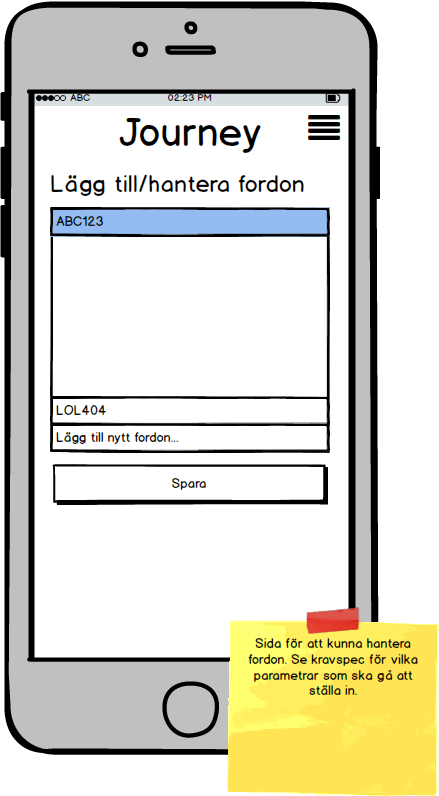 ABC 02:23 PM
Journey
Lägg till/hantera fordon
ABC123
LOL404
Lägg till nytt fordon...
Spara
Sida för att kunna hantera
fordon. Se kravspec för vilka
parametrar som ska gå att
ställa in.